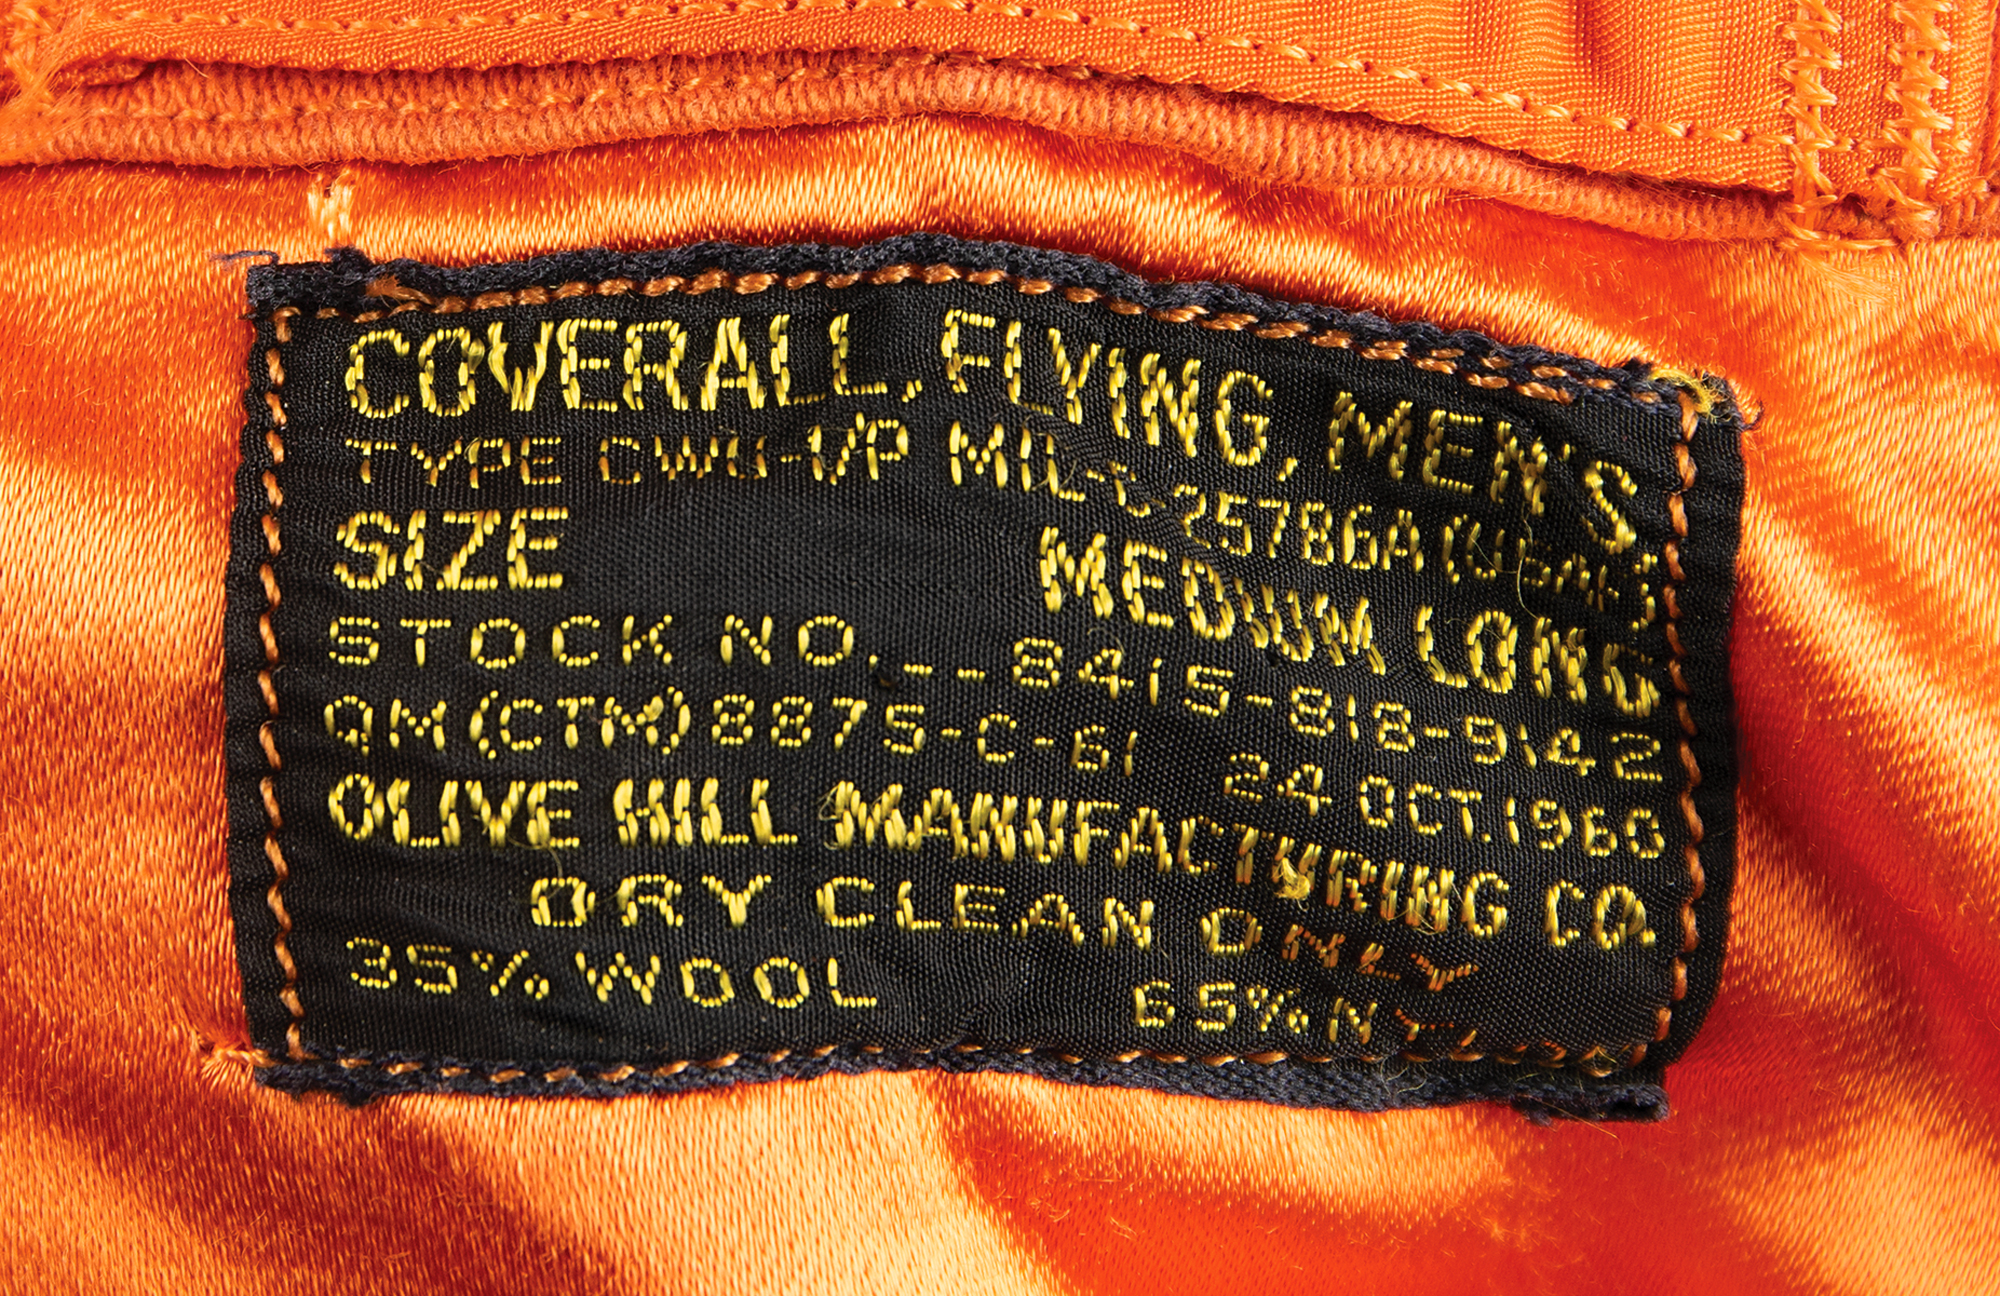 COVERALL, FLYING, MEN'S
TYPE CWU-1/P MIL-C-25786A (USAF)
SIZE MEDIUM LONG
STOCK NO.--8415-818-9142
QM (CTM) 8875-C-61 24 OCT. 1960
OLIVE HILL MANUFACTURING CO.
DRY CLEAN ONLY
35% WOOL 65% NYLON